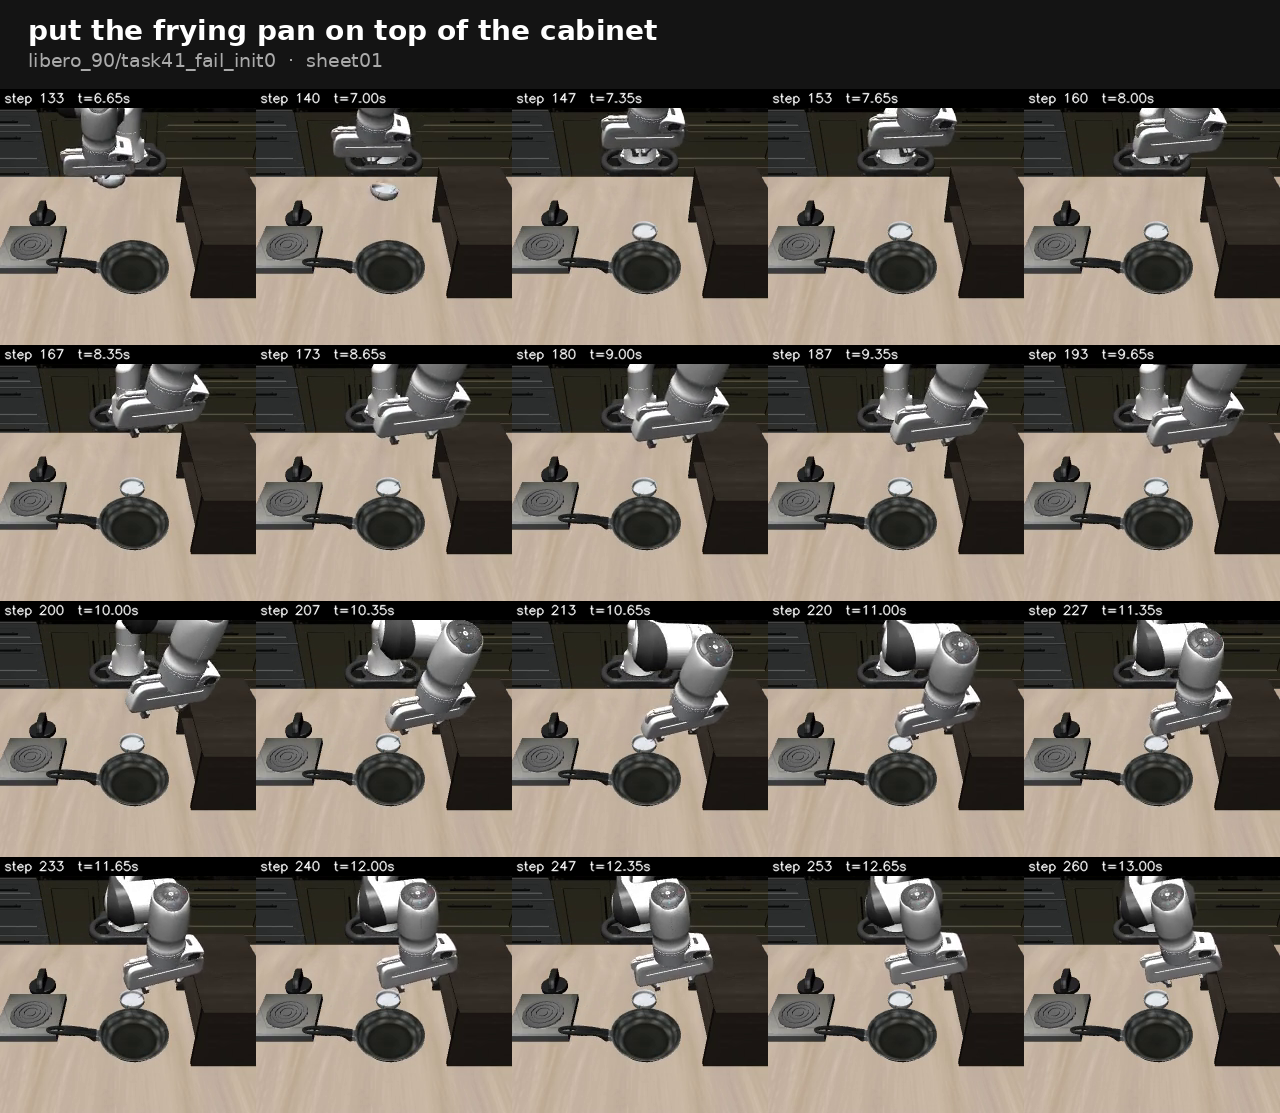 put the frying pan on top of the cabinet
libero_90/task41_fail_init0 · sheet01
step 133 t=6.65s
step 140 t=7.00s
step 147 t=7.35s
step 153 t=7.65s
step 160 t=8.00s
step 167 t=8.35s
step 173 t=8.65s
step 180 t=9.00s
step 187 t=9.35s
step 193 t=9.65s
step 200 t=10.00s
step 207 t=10.35s
step 213 t=10.65s
step 220 t=11.00s
step 227 t=11.35s
step 233 t=11.65s
step 240 t=12.00s
step 247 t=12.35s
step 253 t=12.65s
step 260 t=13.00s